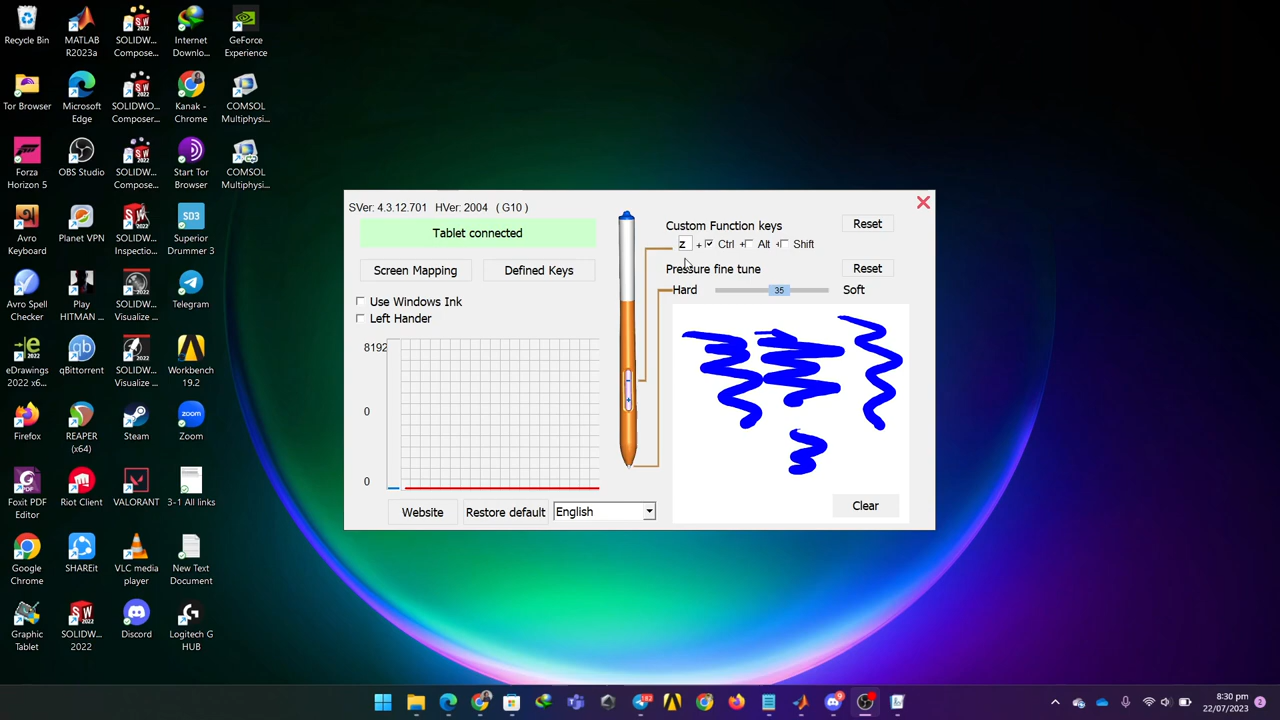 Recycle Bin
MATLAB
R2023a
SOLIDW...
Compose...
Internet
Downlo...
GeForce
Experience
Tor Browser
Microsoft
Edge
SOLIDWO...
Composer...
Kanak -
Chrome
COMSOL
Multiphysi...
Forza
Horizon 5
OBS Studio
SOLIDW...
Compose...
Start Tor
Browser
COMSOL
Multiphysi...
Avro
Keyboard
Planet VPN
SOLIDW...
Inspectio...
Superior
Drummer 3
Avro Spell
Checker
Play
HITMAN ...
SOLIDW...
Visualize ...
Telegram
eDrawings
2022 x6...
qBittorrent
SOLIDW...
Visualize ...
Workbench
19.2
Firefox
REAPER
(x64)
Steam
Zoom
Foxit PDF
Editor
Riot Client
VALORANT
3-1 All links
Google
Chrome
SHAREit
VLC media
player
New Text
Document
Graphic
Tablet
SOLIDW...
2022
Discord
Logitech G
HUB
SVer: 4.3.12.701 HVer: 2004 ( G10 )
Tablet connected
Screen Mapping
Defined Keys
Use Windows Ink
Left Hander
8192
0
0
Website
Restore default
English
Custom Function keys
Reset
z + Ctrl + Alt + Shift
Pressure fine tune
Reset
Hard 35 Soft
Clear
8:30 pm
22/07/2023